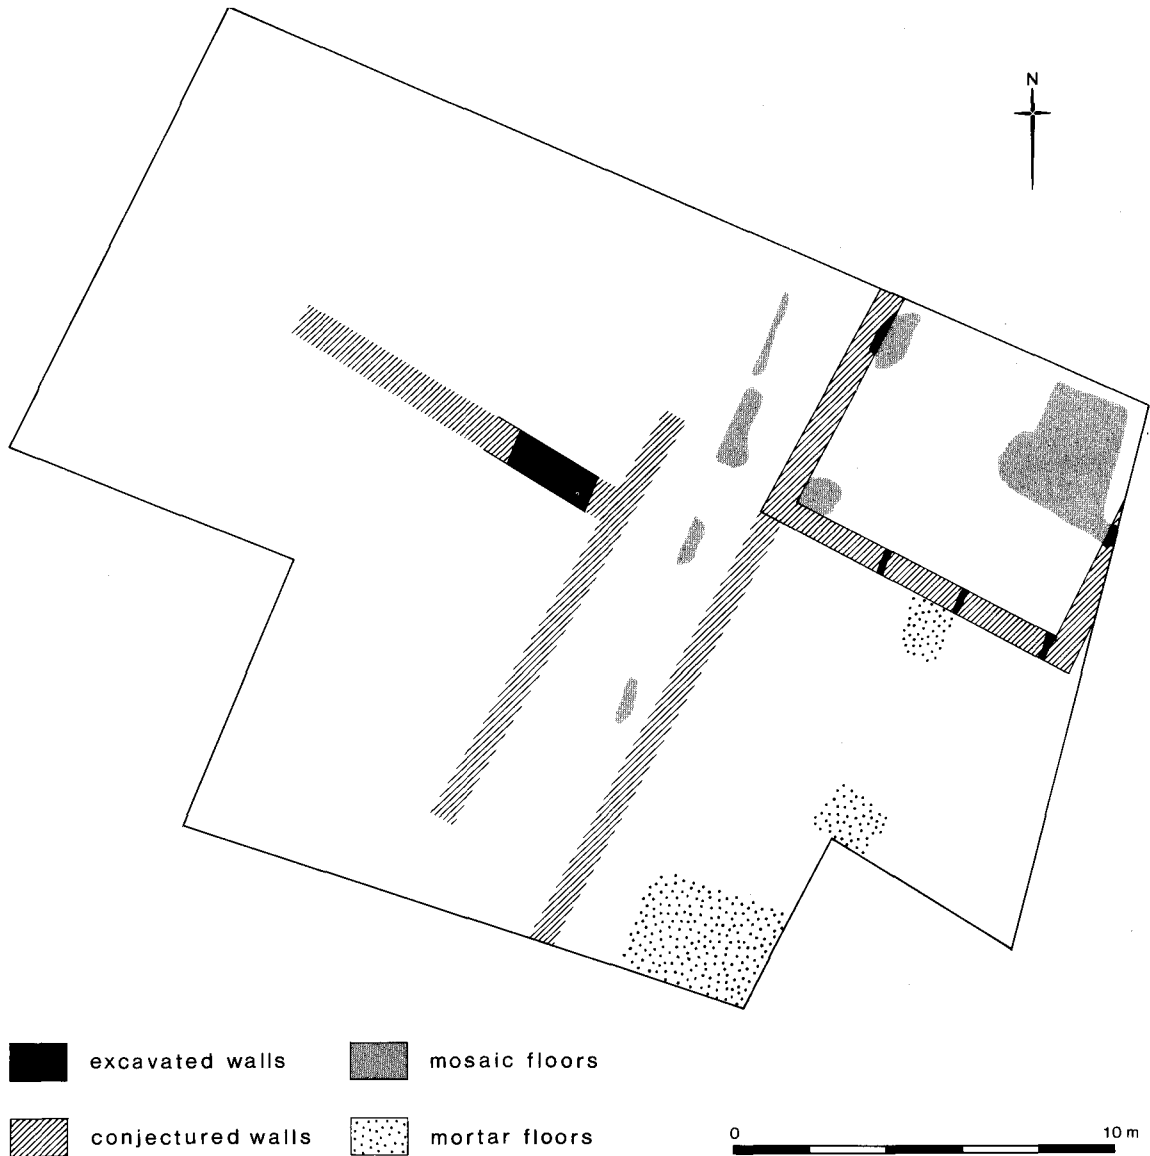 N
excavated walls
mosaic floors
conjectured walls
mortar floors
0
10 m